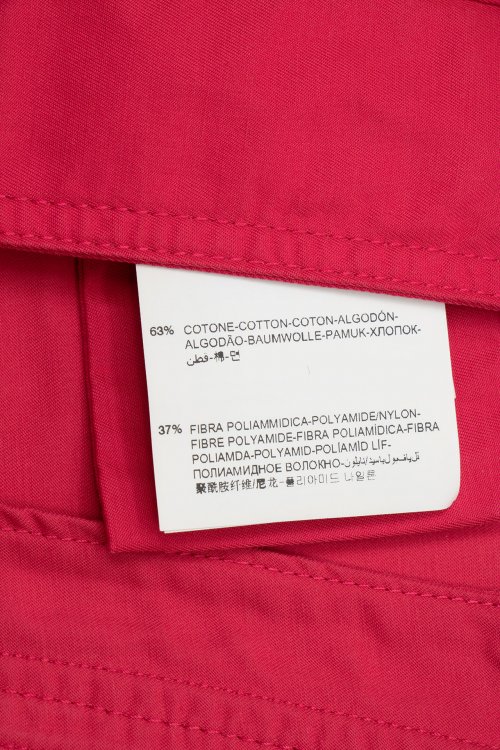 63% COTONE-COTTON-COTON-ALGODÓN-
ALGODÃO-BAUMWOLLE-PAMUK-ХЛОПОК-
قطن-棉-면
37% FIBRA POLIAMMIDICA-POLYAMIDE/NYLON-
FIBRE POLYAMIDE-FIBRA POLIAMÍDICA-FIBRA
POLIAMDA-POLYAMID-POLİAMİD LİF-
ПОЛИАМИДНОЕ ВОЛОКНО-
聚酰胺纤维/尼龙-폴리아미드 나일론